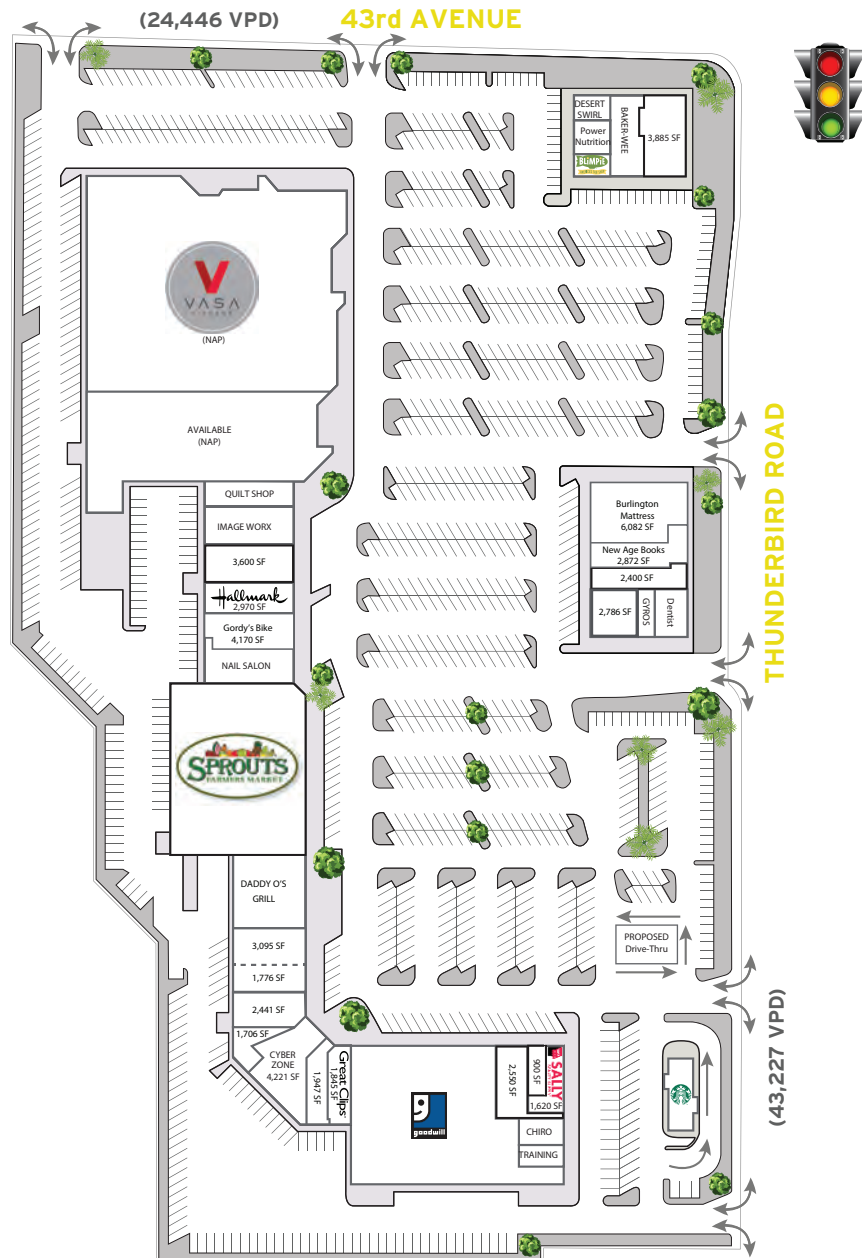 (24,446 VPD)
43rd AVENUE
DESERT
SWIRL
Power
Nutrition
BLIMPIE
BAKER-WEE
3,885 SF
VASA
(NAP)
AVAILABLE
(NAP)
THUNDERBIRD ROAD
QUILT SHOP
IMAGE WORX
3,600 SF
Hallmark
2,970 SF
Gordy's Bike
4,170 SF
NAIL SALON
Burlington
Mattress
6,082 SF
New Age Books
2,872 SF
2,400 SF
2,786 SF
GYROS
Dentist
SPROUTS
FARMERS MARKET
DADDY O'S
GRILL
3,095 SF
1,776 SF
2,441 SF
1,706 SF
PROPOSED
Drive-Thru
(43,227 VPD)
CYBER
ZONE
4,221 SF
1,947 SF
Great Clips
1,845 SF
goodwill
2,550 SF
900 SF
SALLY
1,620 SF
CHIRO
TRAINING